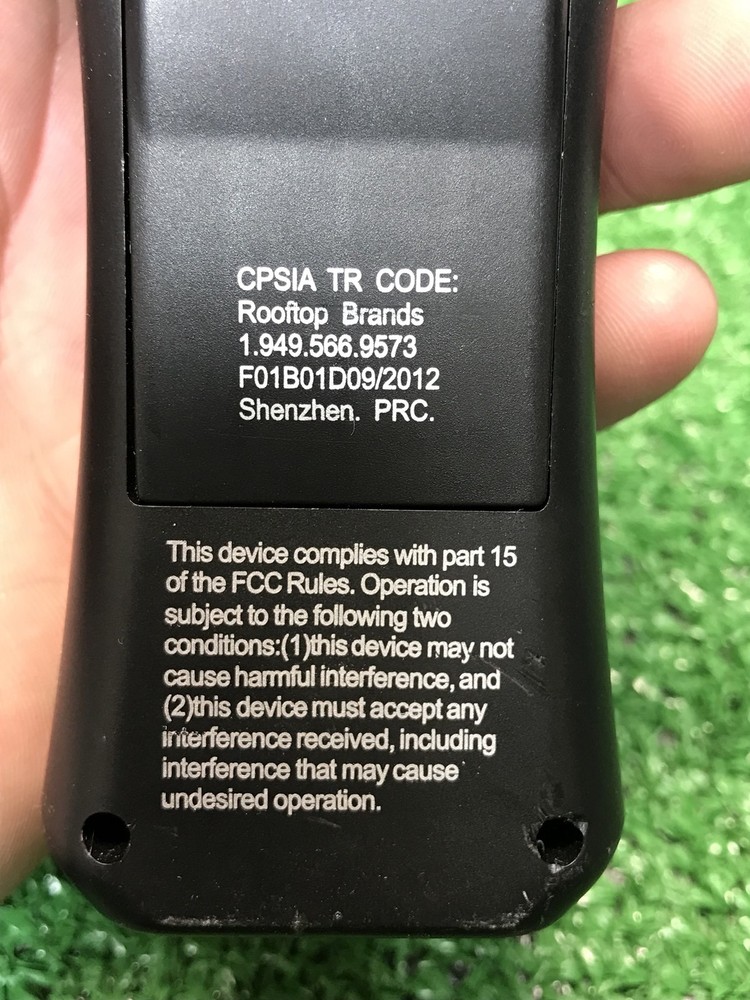 CPSIA TR CODE:
Rooftop Brands
1.949.566.9573
F01B01D09/2012
Shenzhen. PRC.
This device complies with part 15
of the FCC Rules. Operation is
subject to the following two
conditions:(1)this device may not
cause harmful interference, and
(2)this device must accept any
interference received, including
interference that may cause
undesired operation.